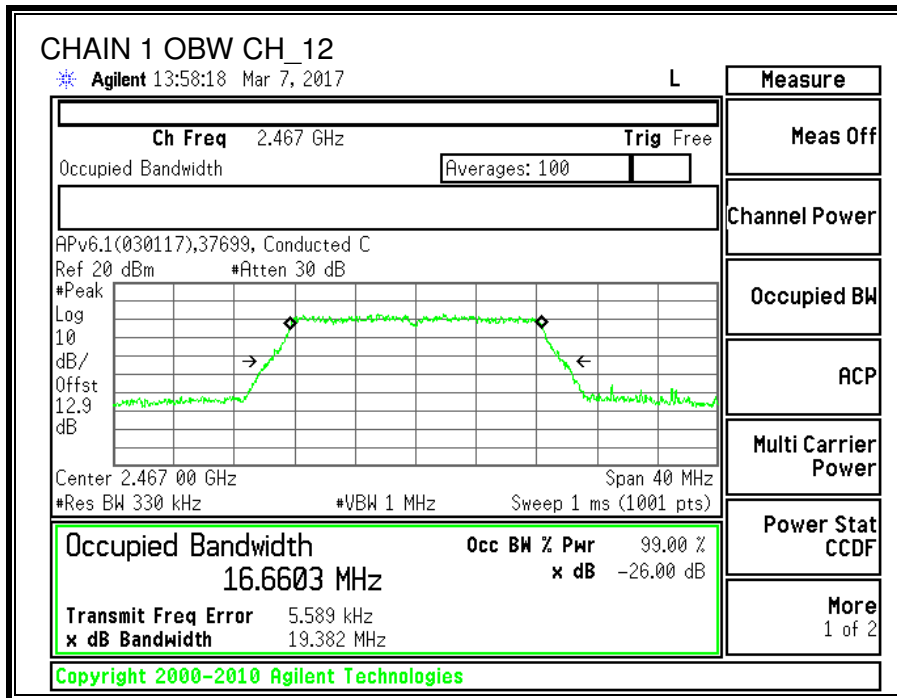 CHAIN 1 OBW CH_12
Agilent 13:58:18 Mar 7, 2017 L
Measure
Ch Freq 2.467 GHz Trig Free
Occupied Bandwidth Averages: 100
APv6.1(030117),37699, Conducted C
Ref 20 dBm #Atten 30 dB
#Peak
Log
10
dB/
Offst
12.9
dB
Center 2.467 00 GHz Span 40 MHz
#Res BW 330 kHz #VBW 1 MHz Sweep 1 ms (1001 pts)
Occupied Bandwidth Occ BW % Pwr 99.00 %
16.6603 MHz x dB -26.00 dB
Transmit Freq Error 5.589 kHz
x dB Bandwidth 19.382 MHz
Copyright 2000-2010 Agilent Technologies
Meas Off
Channel Power
Occupied BW
ACP
Multi Carrier
Power
Power Stat
CCDF
More
1 of 2